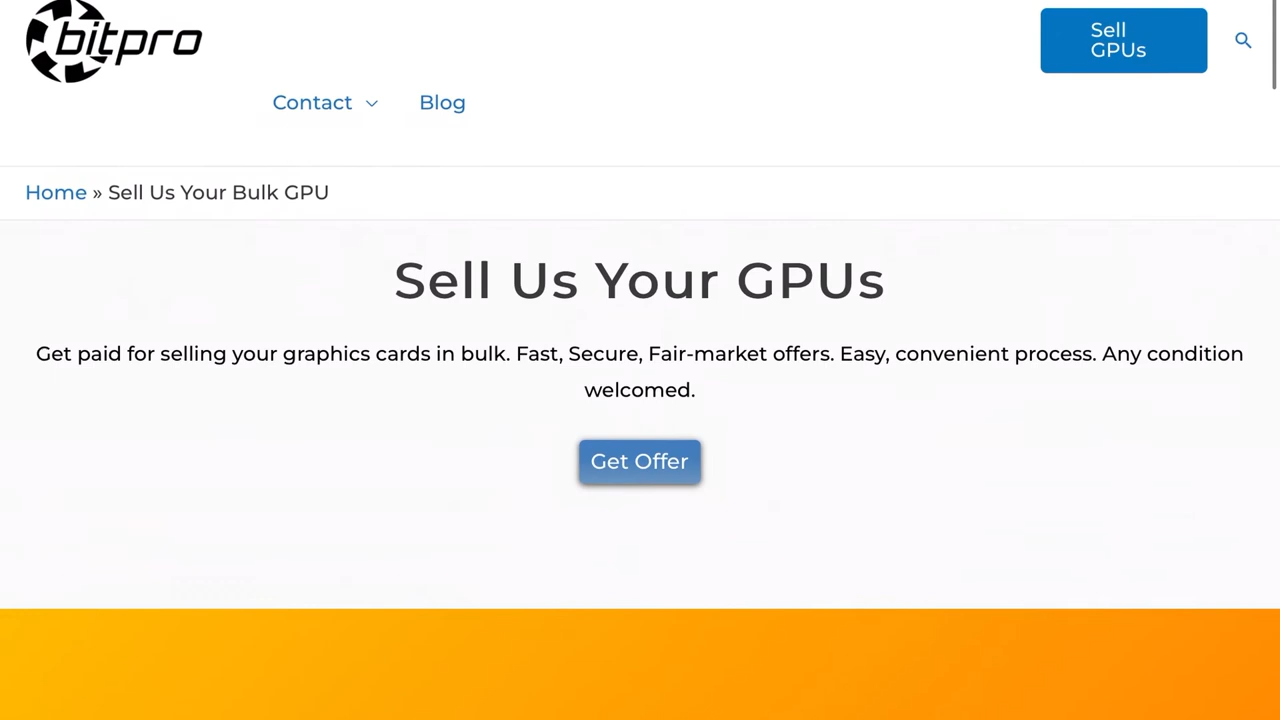 bitpro
Sell
GPUs
Contact
Blog
Home » Sell Us Your Bulk GPU
Sell Us Your GPUs
Get paid for selling your graphics cards in bulk. Fast, Secure, Fair-market offers. Easy, convenient process. Any condition
welcomed.
Get Offer